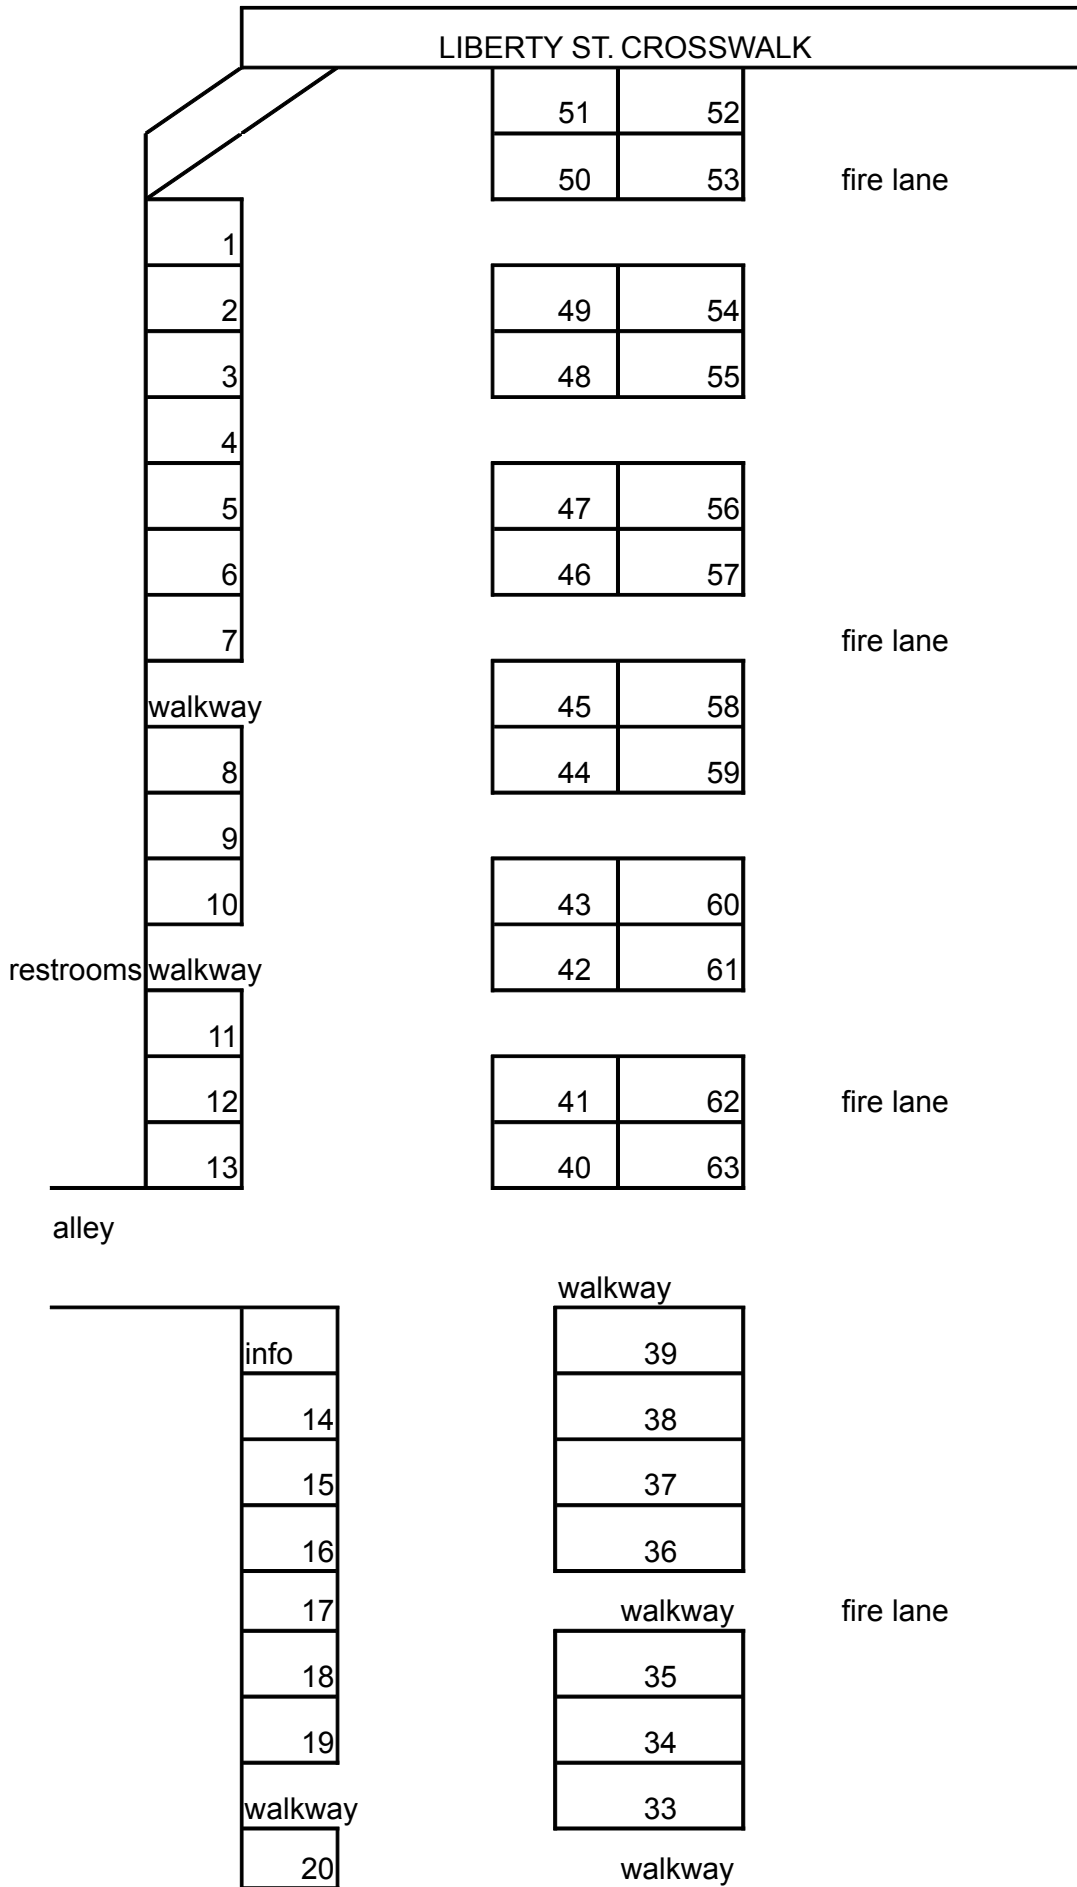 LIBERTY ST. CROSSWALK
51 52
50 53 fire lane
1
2 49 54
3 48 55
4
5 47 56
6 46 57
7 fire lane
walkway 45 58
8 44 59
9
10 43 60
restrooms walkway 42 61
11
12 41 62 fire lane
13 40 63
alley
walkway
info 39
14 38
15 37
16 36
17 walkway fire lane
18 35
19 34
walkway 33
20 walkway